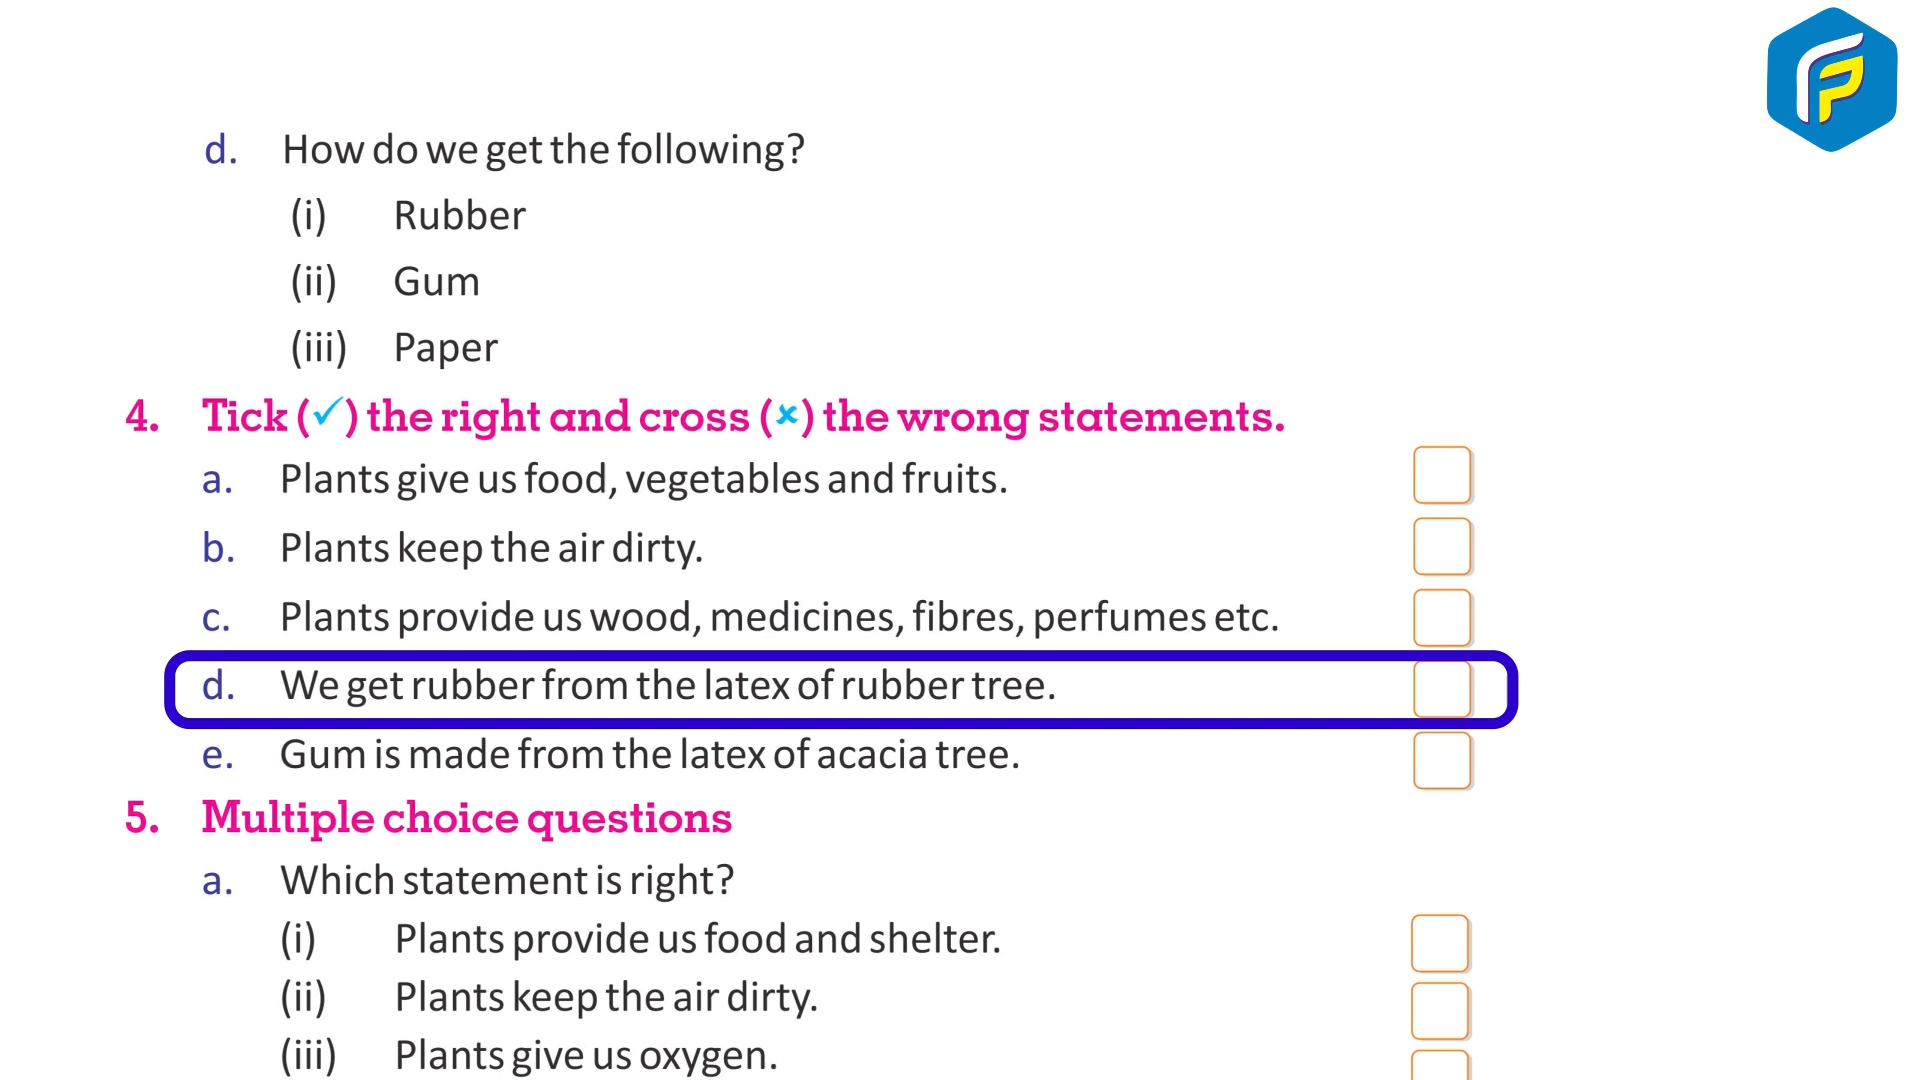 d. How do we get the following?
(i) Rubber
(ii) Gum
(iii) Paper
4. Tick (✓) the right and cross (✗) the wrong statements.
a. Plants give us food, vegetables and fruits.
b. Plants keep the air dirty.
c. Plants provide us wood, medicines, fibres, perfumes etc.
d. We get rubber from the latex of rubber tree.
e. Gum is made from the latex of acacia tree.
5. Multiple choice questions
a. Which statement is right?
(i) Plants provide us food and shelter.
(ii) Plants keep the air dirty.
(iii) Plants give us oxygen.